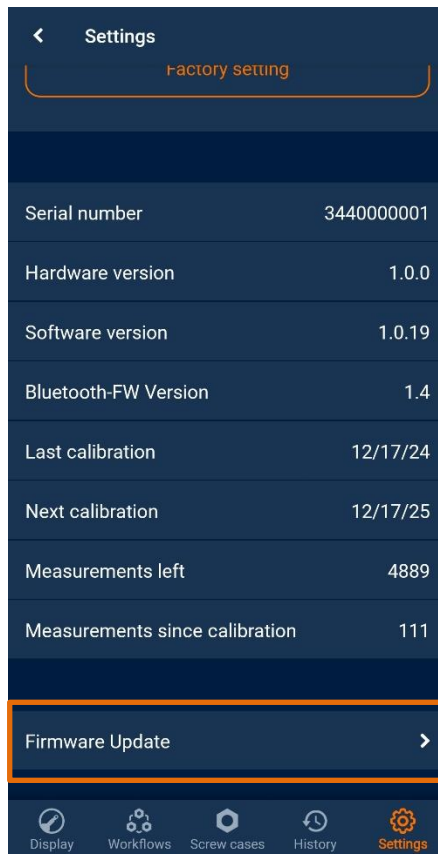 Settings
Factory setting
Serial number 3440000001
Hardware version 1.0.0
Software version 1.0.19
Bluetooth-FW Version 1.4
Last calibration 12/17/24
Next calibration 12/17/25
Measurements left 4889
Measurements since calibration 111
Firmware Update
Display Workflows Screw cases History Settings